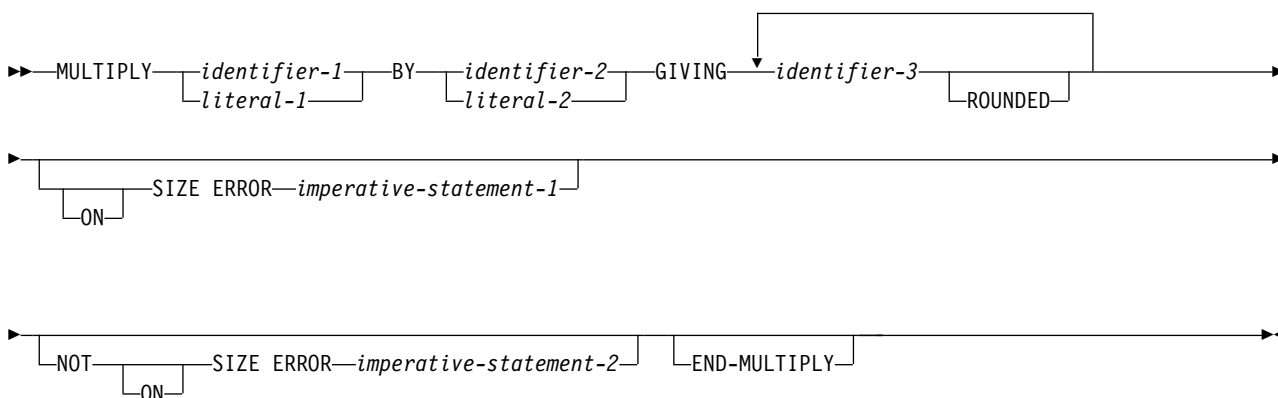 MULTIPLY identifier-1 BY identifier-2 GIVING identifier-3
literal-1 literal-2 ROUNDED
SIZE ERROR imperative-statement-1
ON
NOT SIZE ERROR imperative-statement-2 END-MULTIPLY
ON